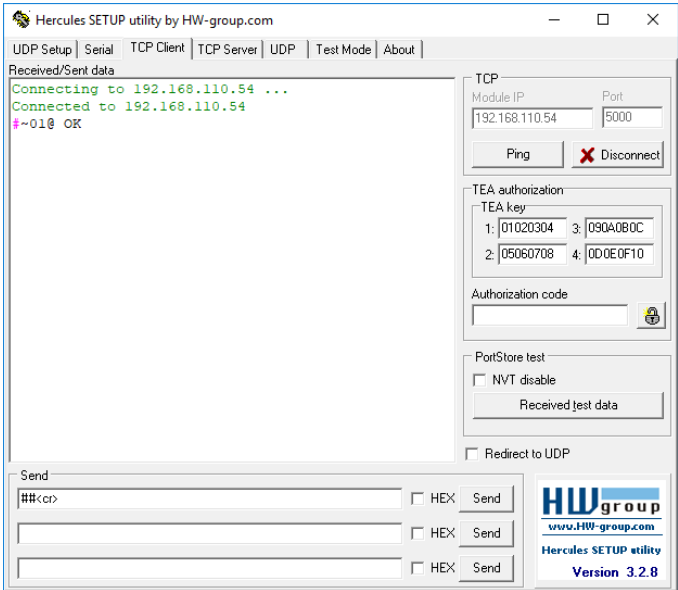 Hercules SETUP utility by HW-group.com
UDP Setup Serial TCP Client TCP Server UDP Test Mode About
Received/Sent data
Connecting to 192.168.110.54 ...
Connected to 192.168.110.54
#~01@ OK
TCP
Module IP Port
192.168.110.54 5000
Ping Disconnect
TEA authorization
TEA key
1: 01020304 3: 090A0B0C
2: 05060708 4: 0D0E0F10
Authorization code
PortStore test
NVT disable
Received test data
Redirect to UDP
Send
##<cr> HEX Send
HEX Send
HEX Send
HW group
www.HW-group.com
Hercules SETUP utility
Version 3.2.8